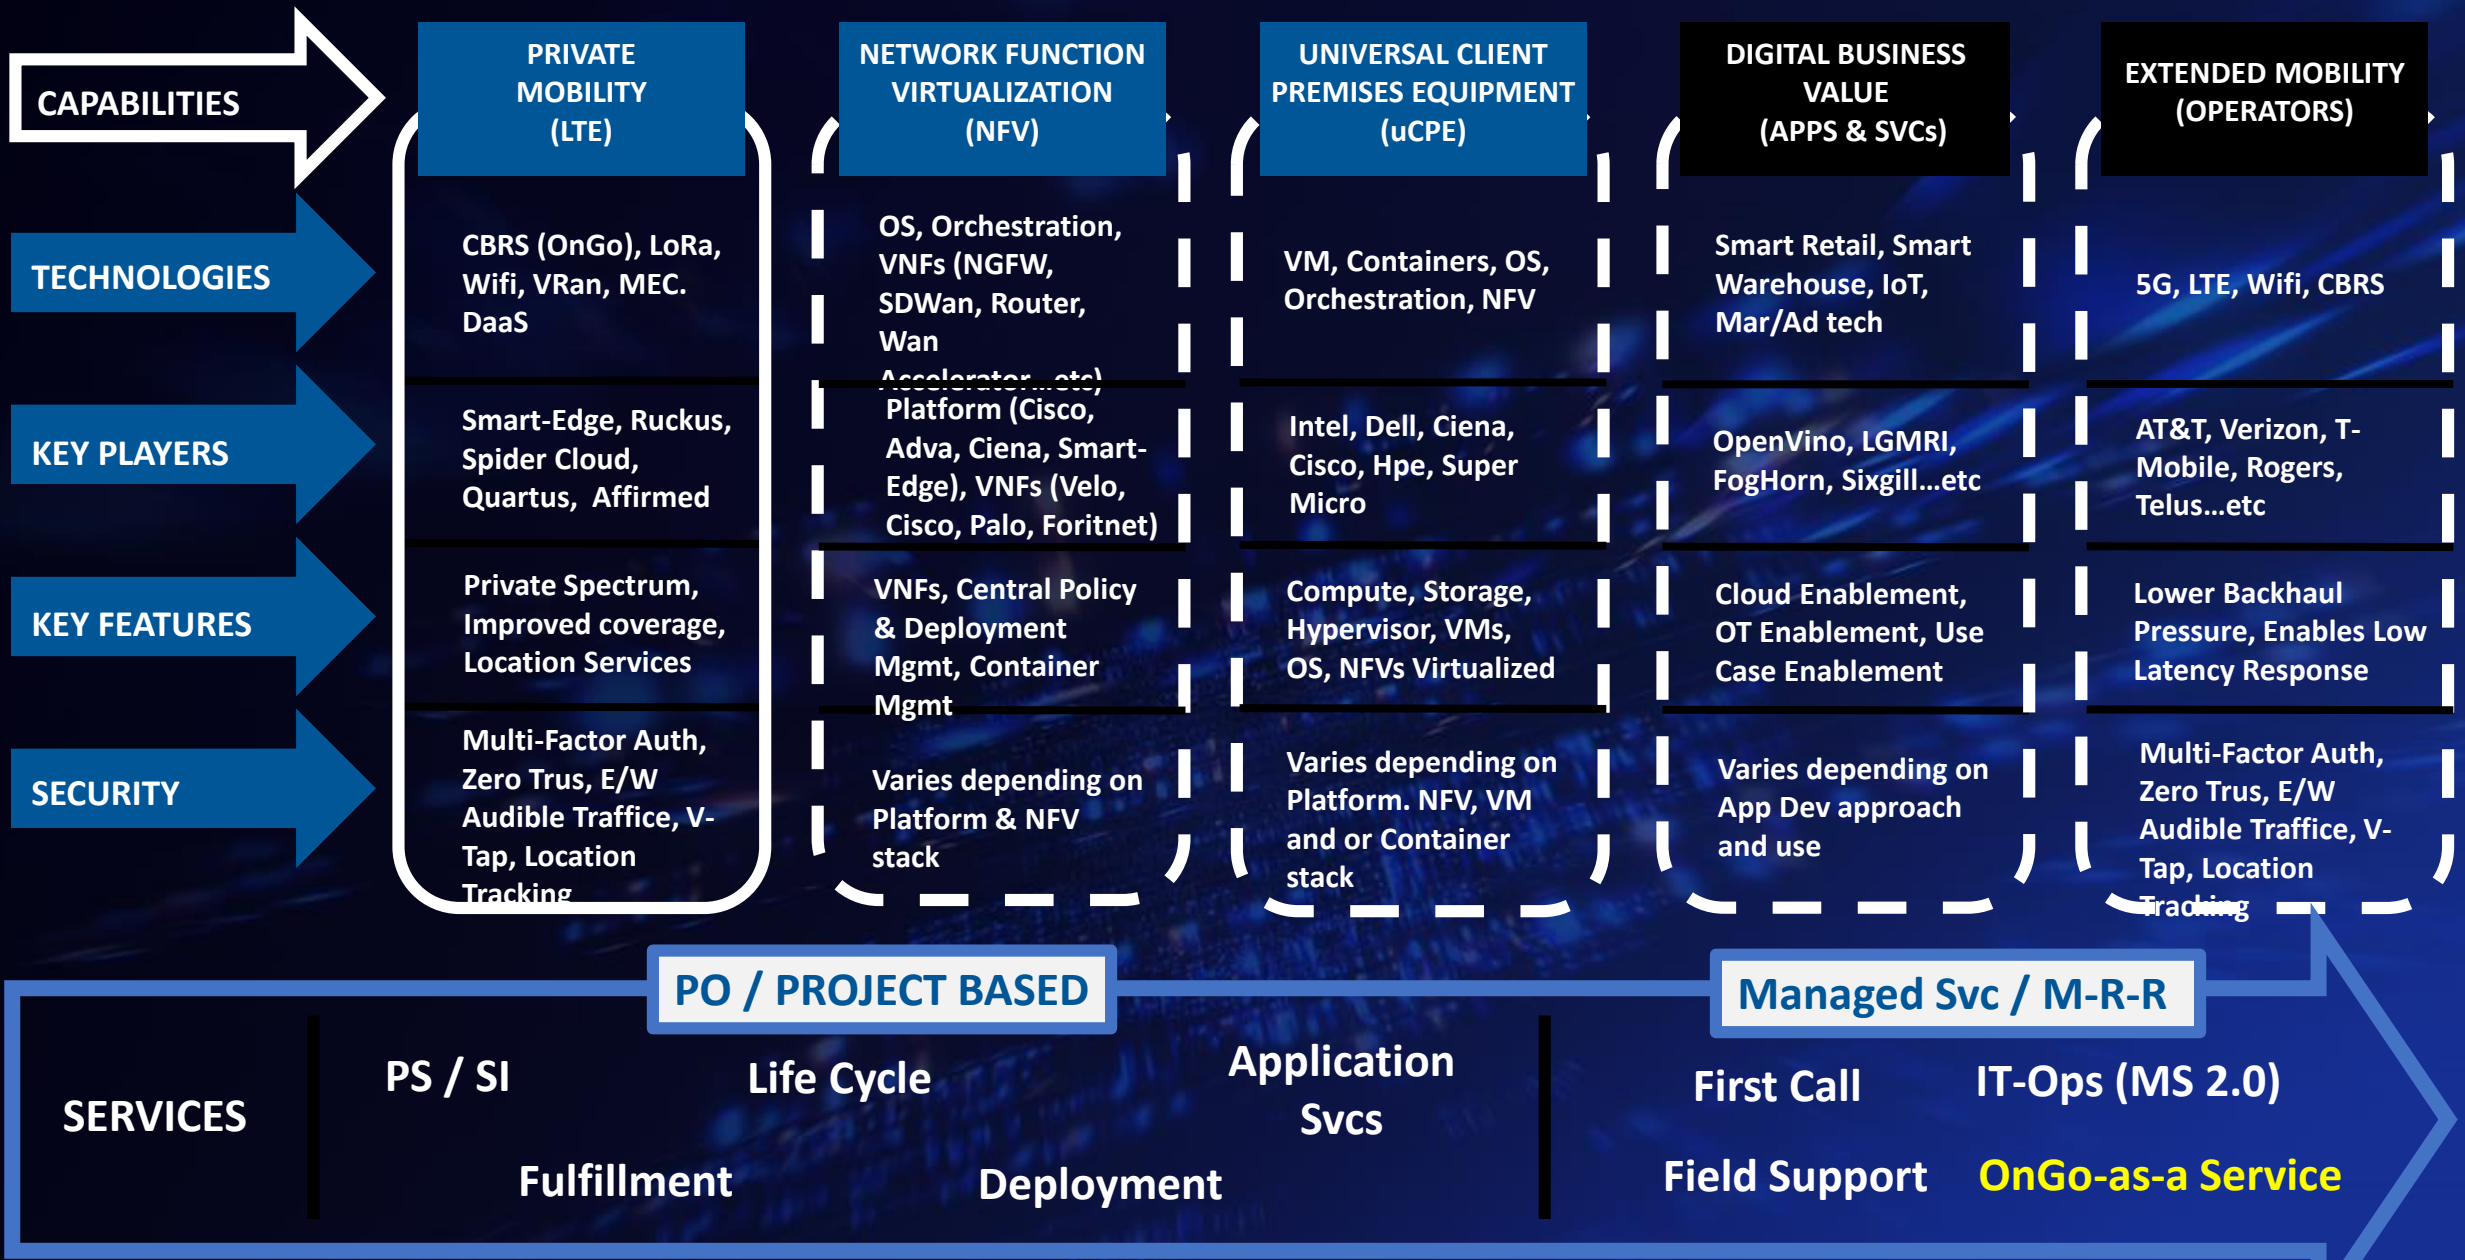 CAPABILITIES
PRIVATE
MOBILITY
(LTE)
NETWORK FUNCTION
VIRTUALIZATION
(NFV)
UNIVERSAL CLIENT
PREMISES EQUIPMENT
(uCPE)
DIGITAL BUSINESS
VALUE
(APPS & SVCs)
EXTENDED MOBILITY
(OPERATORS)
TECHNOLOGIES
CBRS (OnGo), LoRa,
Wifi, VRan, MEC.
DaaS
OS, Orchestration,
VNFs (NGFW,
SDWan, Router,
Wan
Accelerator...etc)
VM, Containers, OS,
Orchestration, NFV
Smart Retail, Smart
Warehouse, IoT,
Mar/Ad tech
5G, LTE, Wifi, CBRS
KEY PLAYERS
Smart-Edge, Ruckus,
Spider Cloud,
Quartus, Affirmed
Platform (Cisco,
Adva, Ciena, Smart-
Edge), VNFs (Velo,
Cisco, Palo, Foritnet)
Intel, Dell, Ciena,
Cisco, Hpe, Super
Micro
OpenVino, LGMRI,
FogHorn, Sixgill...etc
AT&T, Verizon, T-
Mobile, Rogers,
Telus...etc
KEY FEATURES
Private Spectrum,
Improved coverage,
Location Services
VNFs, Central Policy
& Deployment
Mgmt, Container
Mgmt
Compute, Storage,
Hypervisor, VMs,
OS, NFVs Virtualized
Cloud Enablement,
OT Enablement, Use
Case Enablement
Lower Backhaul
Pressure, Enables Low
Latency Response
SECURITY
Multi-Factor Auth,
Zero Trus, E/W
Audible Traffice, V-
Tap, Location
Tracking
Varies depending on
Platform & NFV
stack
Varies depending on
Platform. NFV, VM
and or Container
stack
Varies depending on
App Dev approach
and use
Multi-Factor Auth,
Zero Trus, E/W
Audible Traffice, V-
Tap, Location
Tracking
PO / PROJECT BASED
Managed Svc / M-R-R
SERVICES
PS / SI
Life Cycle
Application
Svcs
Fulfillment
Deployment
First Call
IT-Ops (MS 2.0)
Field Support
OnGo-as-a Service